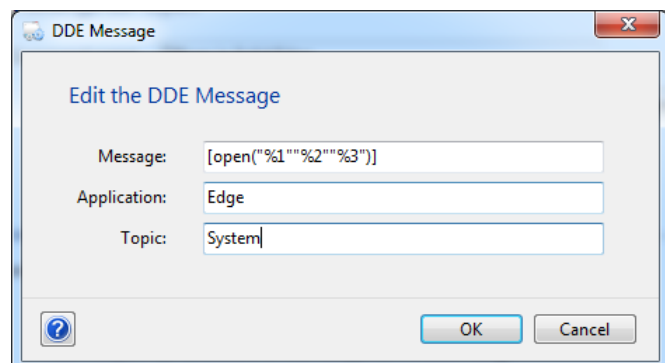 DDE Message
Edit the DDE Message
Message: [open("%1""%2""%3")]
Application: Edge
Topic: System
? OK Cancel